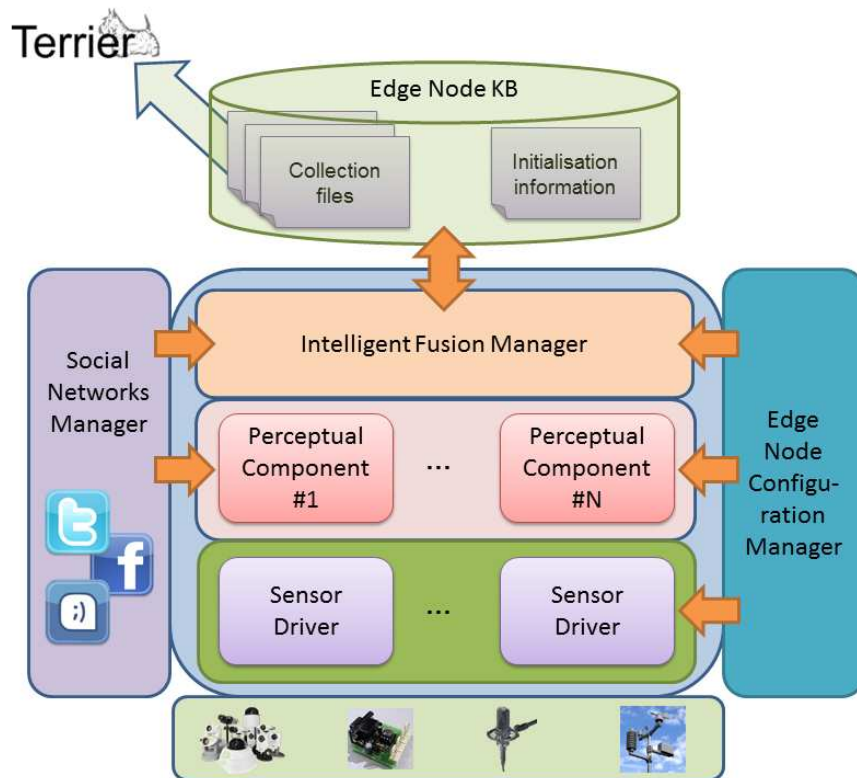 Terrier
Edge Node KB
Collection
files
Initialisation
information
Intelligent Fusion Manager
Social
Networks
Manager
Perceptual
Component
#1
...
Perceptual
Component
#N
Edge
Node
Configu-
ration
Manager
t
f
;)
Sensor
Driver
...
Sensor
Driver